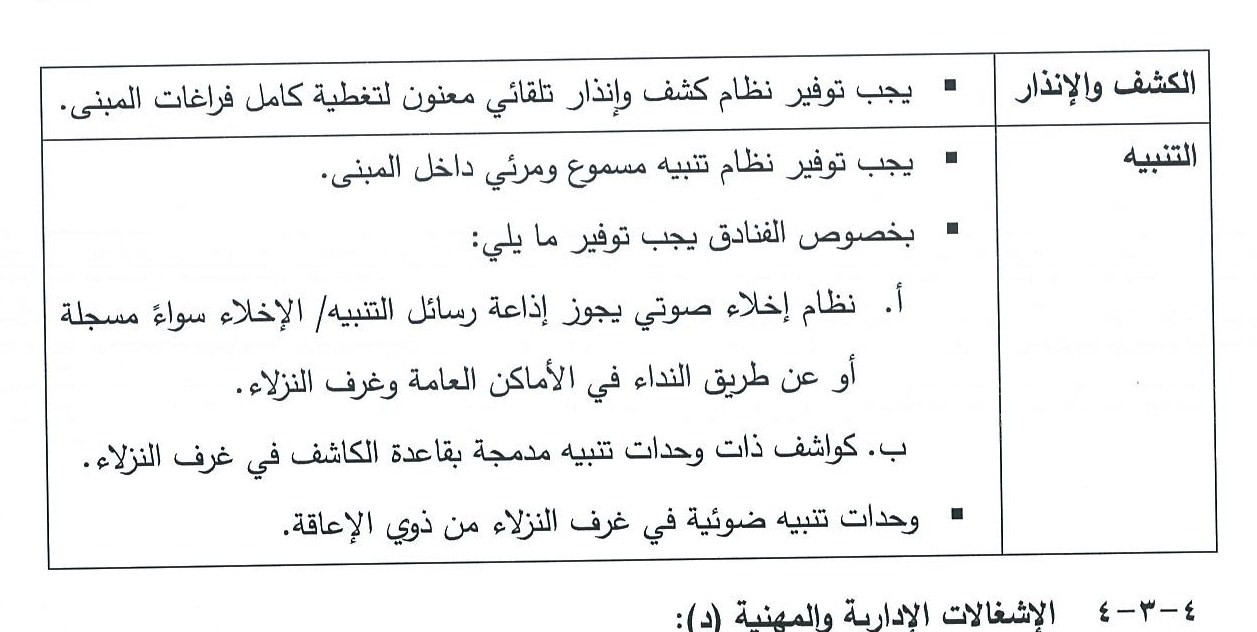 الكشف والإنذار
▪ يجب توفير نظام كشف وإنذار تلقائي معنون لتغطية كامل فراغات المبنى.
التنبيه
▪ يجب توفير نظام تنبيه مسموع ومرئي داخل المبنى.
▪ بخصوص الفنادق يجب توفير ما يلي:
أ. نظام إخلاء صوتي يجوز إذاعة رسائل التنبيه/ الإخلاء سواءً مسجلة
أو عن طريق النداء في الأماكن العامة وغرف النزلاء.
ب. كواشف ذات وحدات تنبيه مدمجة بقاعدة الكاشف في غرف النزلاء.
▪ وحدات تنبيه ضوئية في غرف النزلاء من ذوي الإعاقة.
٤-٣-٤ الإشغالات الإدارية والمهنية (د):